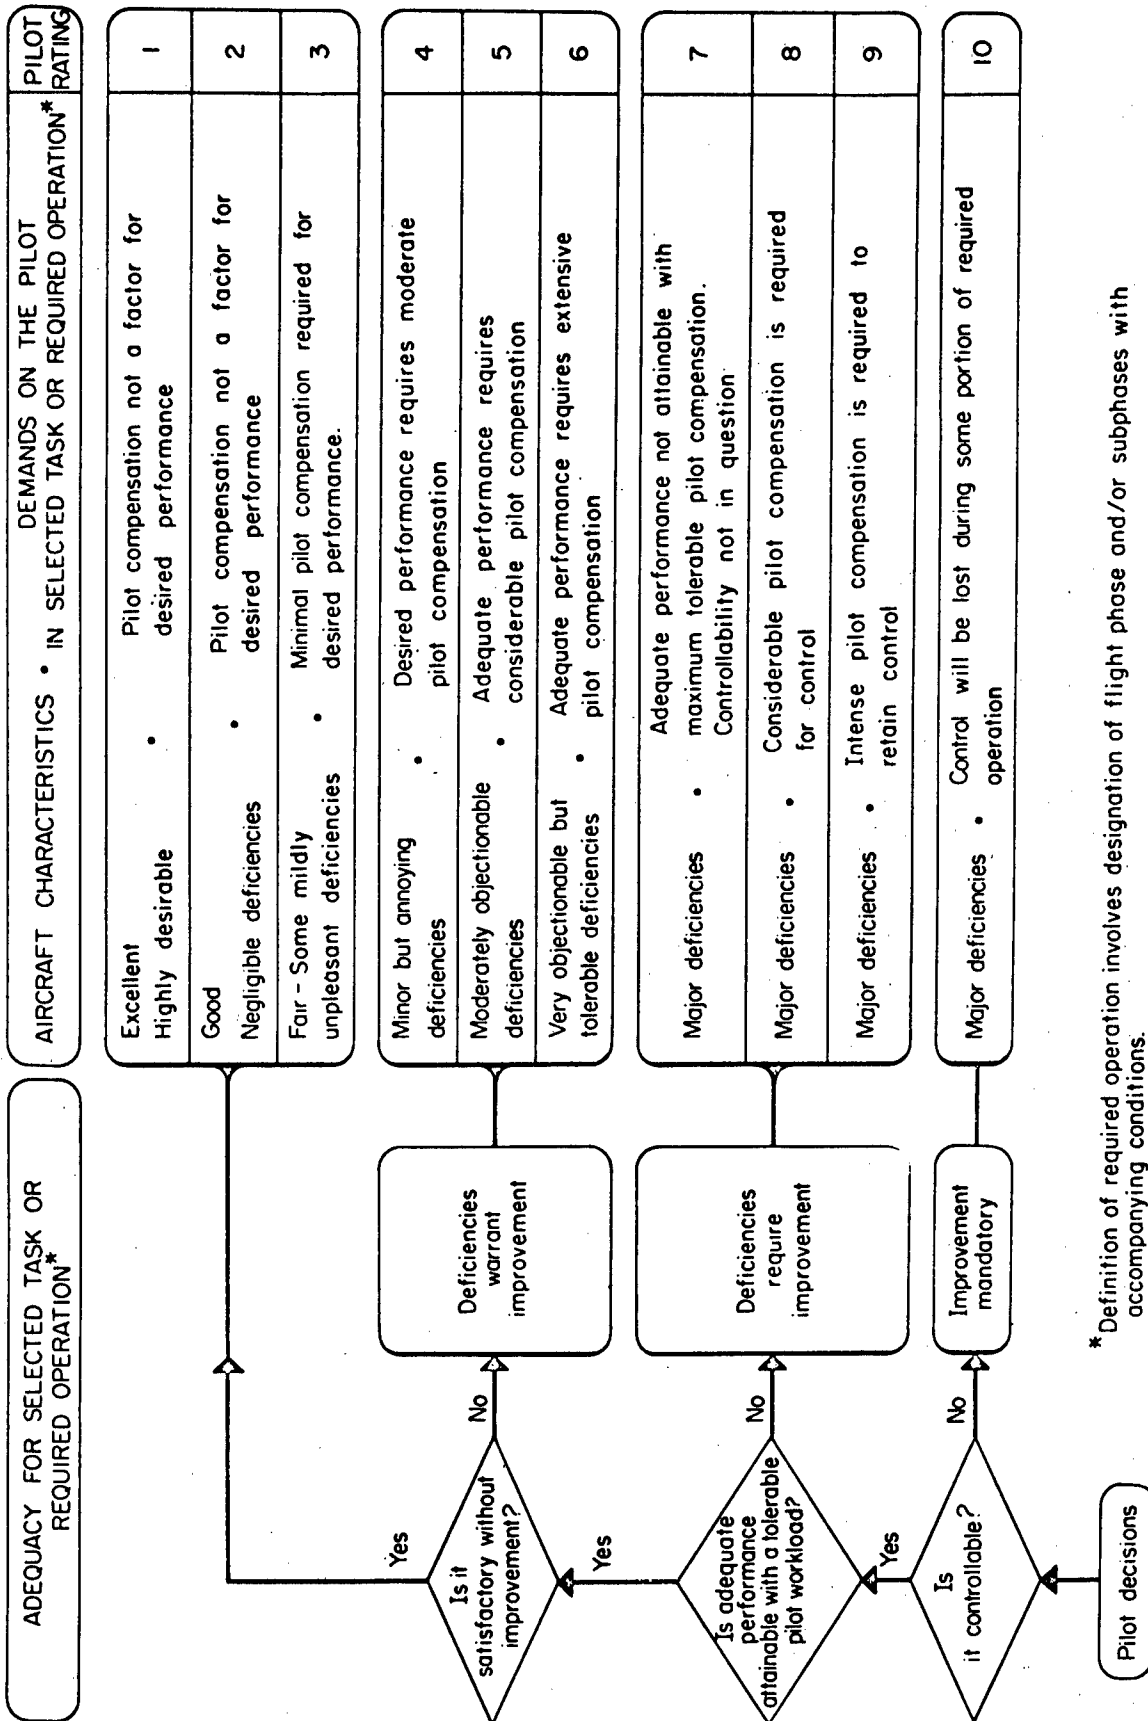 ADEQUACY FOR SELECTED TASK OR
REQUIRED OPERATION*
AIRCRAFT CHARACTERISTICS •
DEMANDS ON THE PILOT
IN SELECTED TASK OR REQUIRED OPERATION*
PILOT
RATING
Excellent
Highly desirable
•
Pilot compensation not a factor for
desired performance
1
Good
Negligible deficiencies
•
Pilot compensation not a factor for
desired performance
2
Fair – Some mildly
unpleasant deficiencies
•
Minimal pilot compensation required for
desired performance.
3
Yes
Is it
satisfactory without
improvement?
No
Deficiencies
warrant
improvement
Minor but annoying
deficiencies
•
Desired performance requires moderate
pilot compensation
4
Moderately objectionable
deficiencies
•
Adequate performance requires
considerable pilot compensation
5
Very objectionable but
tolerable deficiencies
•
Adequate performance requires extensive
pilot compensation
6
Yes
Is adequate
performance
attainable with a tolerable
pilot workload?
No
Deficiencies
require
improvement
Major deficiencies
•
Adequate performance not attainable with
maximum tolerable pilot compensation.
Controllability not in question
7
Major deficiencies
•
Considerable pilot compensation is required
for control
8
Major deficiencies
•
Intense pilot compensation is required to
retain control
9
Yes
Is
it controllable?
No
Improvement
mandatory
Major deficiencies
•
Control will be lost during some portion of required
operation
10
Pilot decisions
*Definition of required operation involves designation of flight phase and/or subphases with
accompanying conditions.